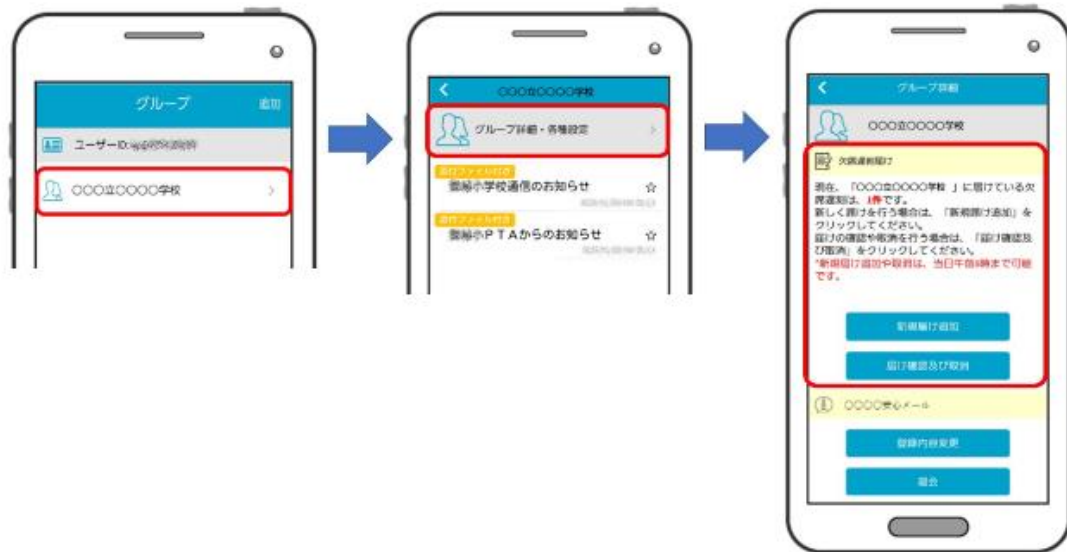 グループ
追加
ユーザーID:
〇〇〇立〇〇〇〇学校
〇〇〇立〇〇〇〇学校
グループ詳細・各種設定
添付ファイル付き
学校通信のお知らせ
添付ファイル付き
ＰＴＡからのお知らせ
グループ詳細
〇〇〇立〇〇〇〇学校
欠席遅刻届け
現在、「〇〇〇立〇〇〇〇学校 」に届けている欠
席遅刻は、1件です。
新しく届けを行う場合は、「新規届け追加」を
クリックしてください。
届けの確認や取消を行う場合は、「届け確認及
び取消」をクリックしてください。
*新規届け追加や取消は、当日午前8時まで可能
です。
新規届け追加
届け確認及び取消
〇〇〇〇安心メール
登録内容変更
退会